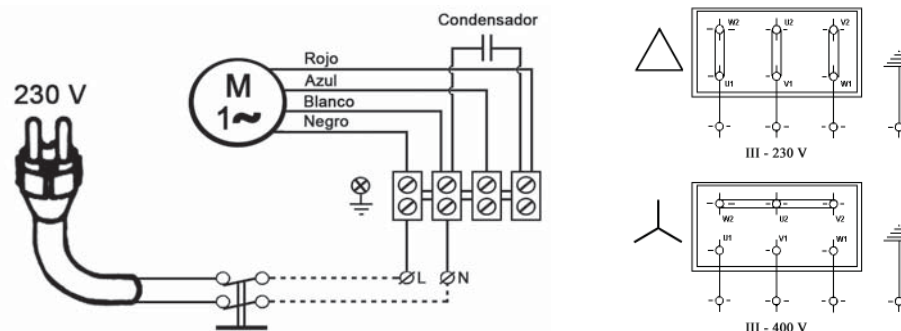 Condensador
Rojo
Azul
Blanco
Negro
M
1~
230 V
L
N
W2 U2 V2
U1 V1 W1
III - 230 V
W2 U2 V2
U1 V1 W1
III - 400 V